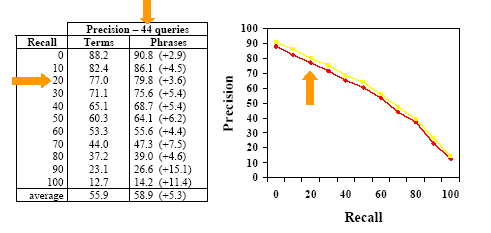 Precision – 44 queries
Recall Terms Phrases
0 88.2 90.8 (+2.9)
10 82.4 86.1 (+4.5)
20 77.0 79.8 (+3.6)
30 71.1 75.6 (+5.4)
40 65.1 68.7 (+5.4)
50 60.3 64.1 (+6.2)
60 53.3 55.6 (+4.4)
70 44.0 47.3 (+7.5)
80 37.2 39.0 (+4.6)
90 23.1 26.6 (+15.1)
100 12.7 14.2 (+11.4)
average 55.9 58.9 (+5.3)
Precision
100
90
80
70
60
50
40
30
20
10
0
0 20 40 60 80 100
Recall